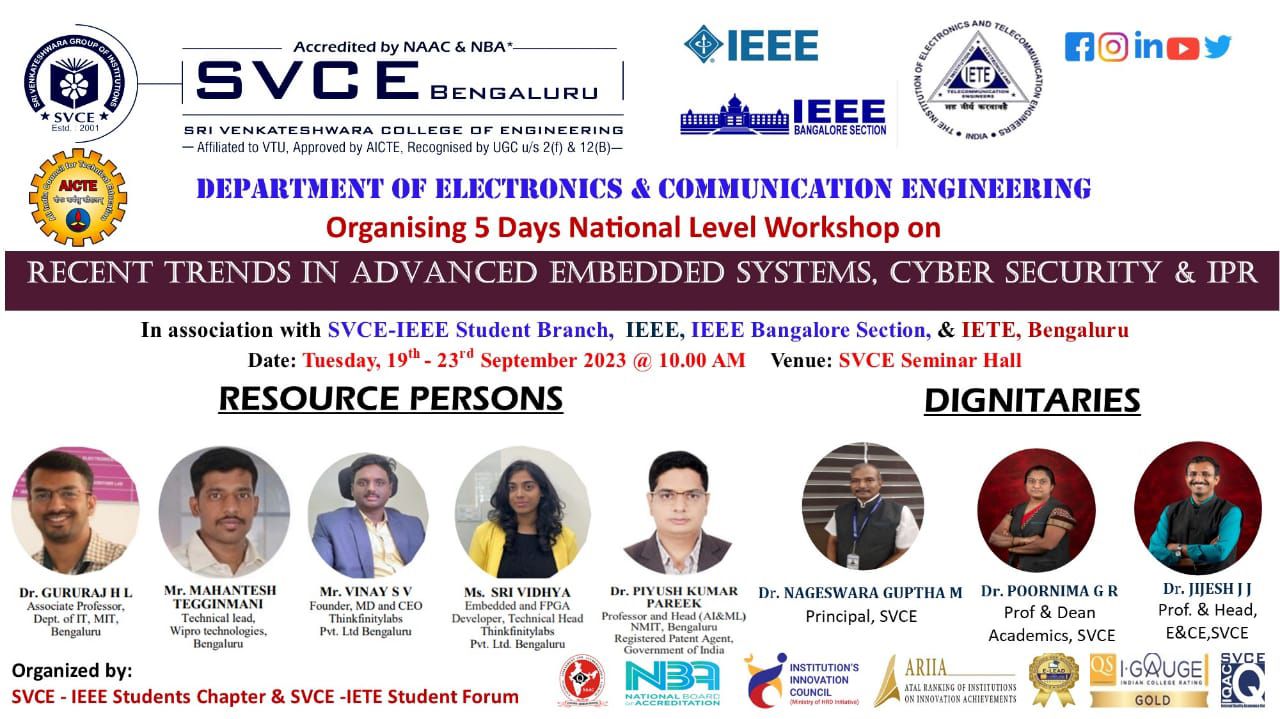 Accredited by NAAC & NBA*
SVCE BENGALURU
SRI VENKATESHWARA COLLEGE OF ENGINEERING
Affiliated to VTU, Approved by AICTE, Recognised by UGC u/s 2(f) & 12(B)
SRI VENKATESHWARA GROUP OF INSTITUTIONS
SVCE
Estd. : 2001
IEEE
IEEE
BANGALORE SECTION
THE INSTITUTION OF ELECTRONICS AND TELECOMMUNICATION ENGINEERS
IETE
INDIA
All India Council for Technical Education
AICTE
DEPARTMENT OF ELECTRONICS & COMMUNICATION ENGINEERING
Organising 5 Days National Level Workshop on
RECENT TRENDS IN ADVANCED EMBEDDED SYSTEMS, CYBER SECURITY & IPR
In association with SVCE-IEEE Student Branch, IEEE, IEEE Bangalore Section, & IETE, Bengaluru
Date: Tuesday, 19th - 23rd September 2023 @ 10.00 AM Venue: SVCE Seminar Hall
RESOURCE PERSONS
DIGNITARIES
Dr. GURURAJ H L
Associate Professor,
Dept. of IT, MIT,
Bengaluru
Mr. MAHANTESH
TEGGINMANI
Technical lead,
Wipro technologies,
Bengaluru
Mr. VINAY S V
Founder, MD and CEO
Thinkfinitylabs
Pvt. Ltd Bengaluru
Ms. SRI VIDHYA
Embedded and FPGA
Developer, Technical Head
Thinkfinitylabs
Pvt. Ltd. Bengaluru
Dr. PIYUSH KUMAR
PAREEK
Professor and Head (AI&ML)
NMIT, Bengaluru
Registered Patent Agent,
Government of India
Dr. NAGESWARA GUPTHA M
Principal, SVCE
Dr. POORNIMA G R
Prof & Dean
Academics, SVCE
Dr. JIJESH J J
Prof. & Head,
E&CE,SVCE
Organized by:
SVCE - IEEE Students Chapter & SVCE -IETE Student Forum
NBA
NATIONAL BOARD
of ACCREDITATION
INSTITUTION'S
INNOVATION
COUNCIL
(Ministry of HRD Initiative)
ARIIA
ATAL RANKING OF INSTITUTIONS
ON INNOVATION ACHIEVEMENTS
QS I·GAUGE
INDIAN COLLEGE RATING
GOLD
SVCE
IQAC